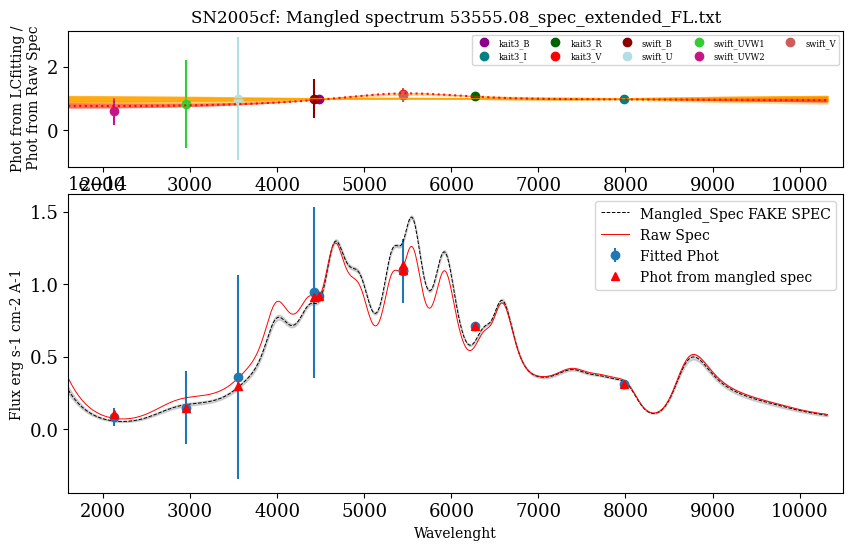 SN2005cf: Mangled spectrum 53555.08_spec_extended_FL.txt
Phot from LCfitting /
Phot from Raw Spec
2
0
kait3_B
kait3_I
kait3_R
kait3_V
swift_B
swift_U
swift_UVW1
swift_UVW2
swift_V
2000 3000 4000 5000 6000 7000 8000 9000 10000
1e−14
Flux erg s-1 cm-2 A-1
1.5
1.0
0.5
0.0
Mangled_Spec FAKE SPEC
Raw Spec
Fitted Phot
Phot from mangled spec
2000 3000 4000 5000 6000 7000 8000 9000 10000
Wavelenght